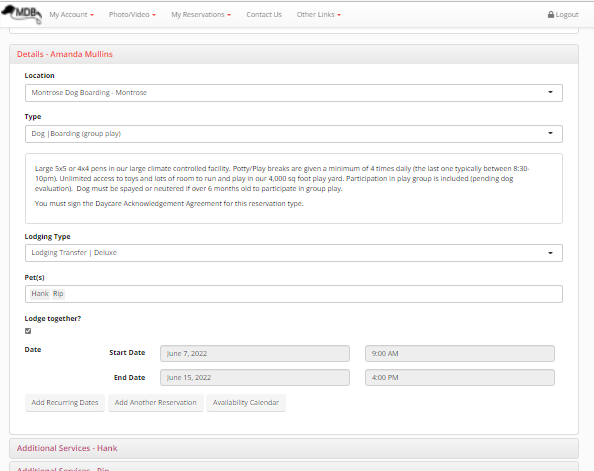 MDB My Account Photo/Video My Reservations Contact Us Other Links Logout
Details - Amanda Mullins
Location
Montrose Dog Boarding - Montrose
Type
Dog |Boarding (group play)
Large 5x5 or 4x4 pens in our large climate controlled facility. Potty/Play breaks are given a minimum of 4 times daily (the last one typically between 8:30-
10pm). Unlimited access to toys and lots of room to run and play in our 4,000 sq foot play yard. Participation in play group is included (pending dog
evaluation). Dog must be spayed or neutered if over 6 months old to participate in group play.
You must sign the Daycare Acknowledgement Agreement for this reservation type.
Lodging Type
Lodging Transfer | Deluxe
Pet(s)
Hank Rip
Lodge together?
Date Start Date June 7, 2022 9:00 AM
End Date June 15, 2022 4:00 PM
Add Recurring Dates Add Another Reservation Availability Calendar
Additional Services - Hank
Additional Services - Rip